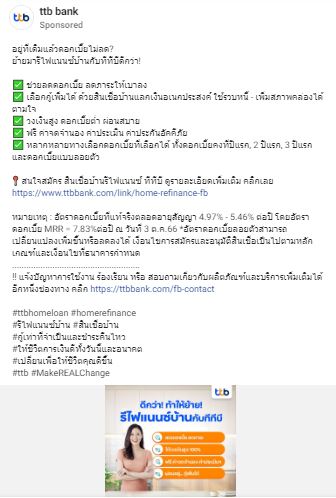 ttb bank
Sponsored
อยู่ที่เดิมแล้วดอกเบี้ยไม่ลด?
ย้ายมารีไฟแนนซ์บ้านกับทีทีบีดีกว่า!
✅ ช่วยลดดอกเบี้ย ลดภาระให้เบาลง
✅ เลือกกู้เพิ่มได้ ด้วยสินเชื่อบ้านแลกเงินอเนกประสงค์ ใช้รวบหนี้ - เพิ่มสภาพคล่องได้
ตามใจ
✅ วงเงินสูง ดอกเบี้ยต่ำ ผ่อนสบาย
✅ ฟรี ค่าจดจำนอง ค่าประเมิน ค่าประกันอัคคีภัย
✅ หลากหลายทางเลือกดอกเบี้ยที่เลือกได้ ทั้งดอกเบี้ยคงที่ปีแรก, 2 ปีแรก, 3 ปีแรก
และดอกเบี้ยแบบลอยตัว
📍 สนใจสมัคร สินเชื่อบ้านรีไฟแนนซ์ ทีทีบี ดูรายละเอียดเพิ่มเติม คลิกเลย
https://www.ttbbank.com/link/home-refinance-fb
หมายเหตุ : อัตราดอกเบี้ยที่แท้จริงตลอดอายุสัญญา 4.97% - 5.46% ต่อปี โดยอัตรา
ดอกเบี้ย MRR = 7.83%ต่อปี ณ วันที่ 3 ต.ค.66 *อัตราดอกเบี้ยลอยตัวสามารถ
เปลี่ยนแปลงเพิ่มขึ้นหรือลดลงได้ เงื่อนไขการสมัครและอนุมัติสินเชื่อเป็นไปตามหลัก
เกณฑ์และเงื่อนไขที่ธนาคารกำหนด
.......................................................
!! แจ้งปัญหาการใช้งาน ร้องเรียน หรือ สอบถามเกี่ยวกับผลิตภัณฑ์และบริการเพิ่มเติมได้
อีกหนึ่งช่องทาง คลิก https://ttbbank.com/fb-contact
#ttbhomeloan #homerefinance
#รีไฟแนนซ์บ้าน #สินเชื่อบ้าน
#กู้เท่าที่จำเป็นและชำระคืนไหว
#ให้ชีวิตการเงินดีทั้งวันนี้และอนาคต
#เปลี่ยนเพื่อให้ชีวิตคุณดีขึ้น
#ttb #MakeREALChange
ttb
ดีกว่า! ถ้าให้ย้าย!
รีไฟแนนซ์บ้านกับทีทีบี